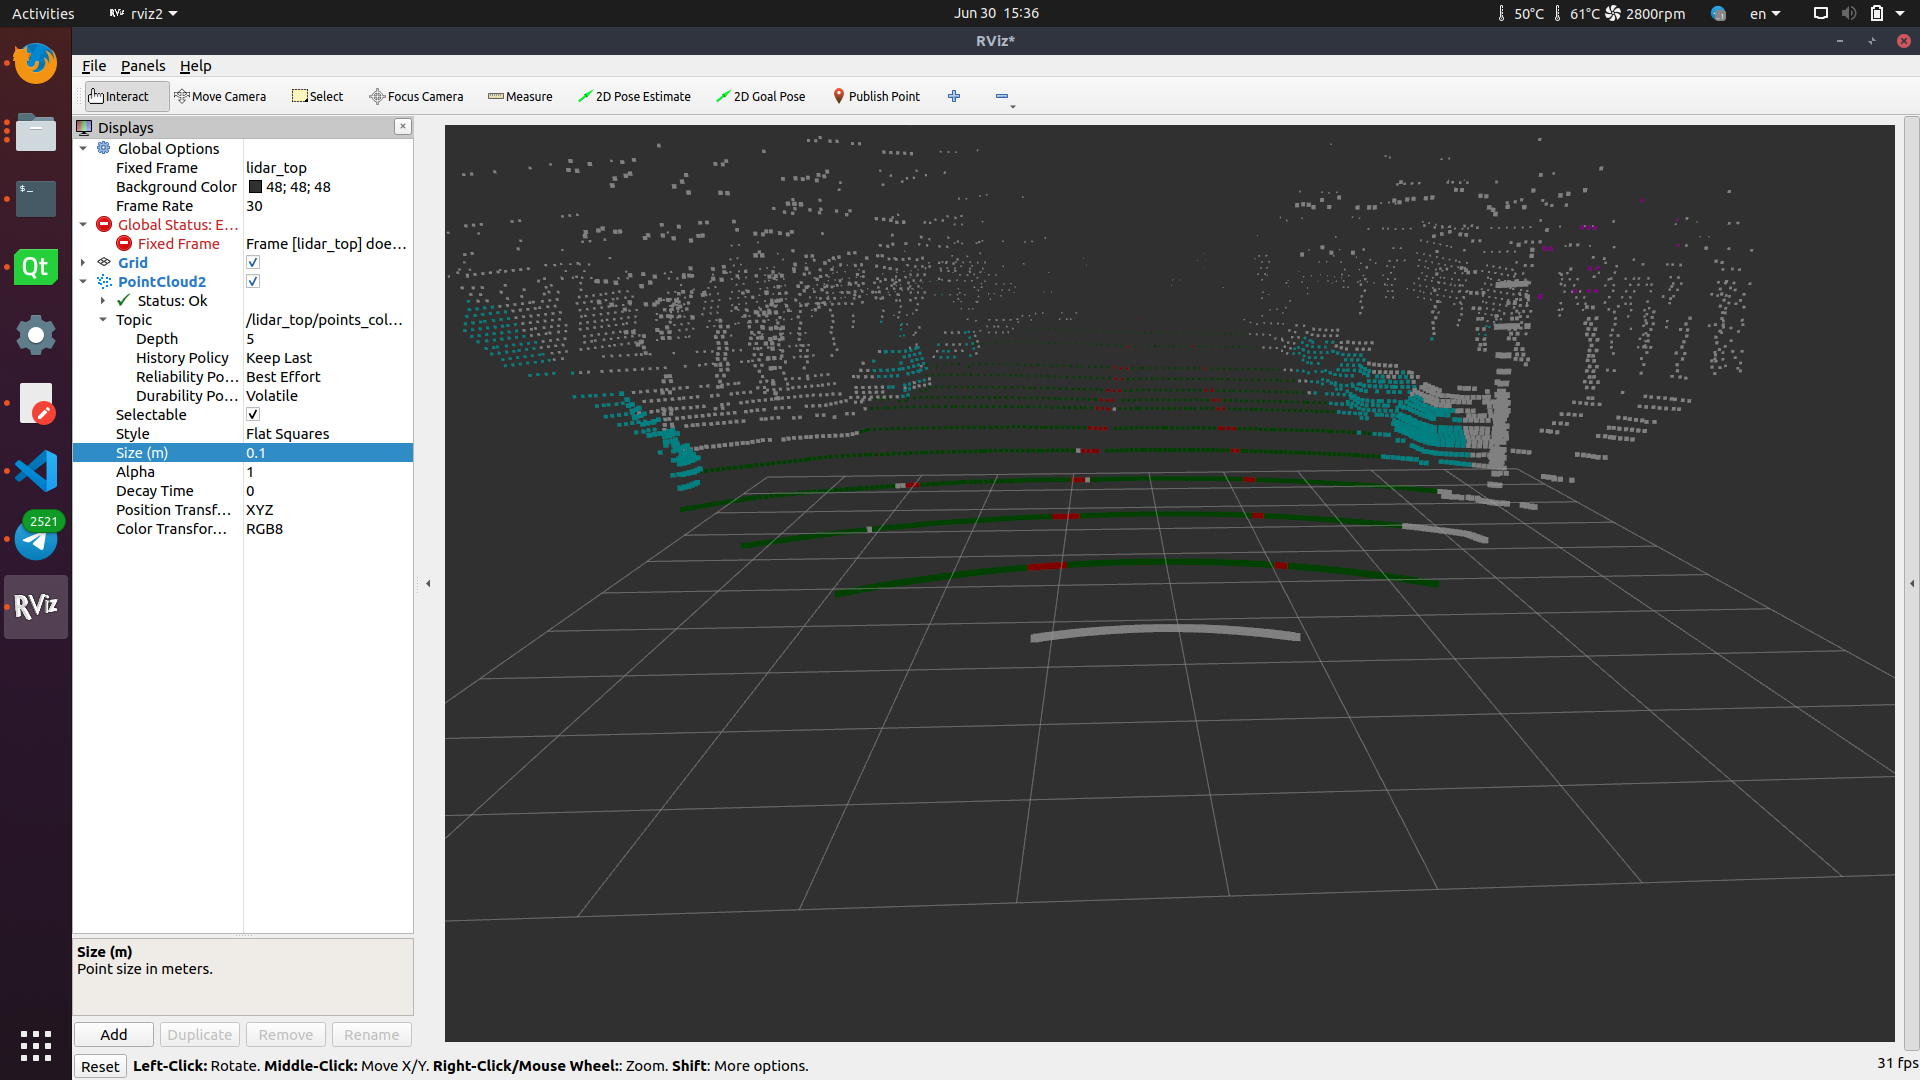 Activities
RViz rviz2
Jun 30 15:36
50°C 61°C 2800rpm
en
RViz*
File Panels Help
Interact Move Camera Select Focus Camera Measure 2D Pose Estimate 2D Goal Pose Publish Point
Displays
Global Options
Fixed Frame lidar_top
Background Color 48; 48; 48
Frame Rate 30
Global Status: E...
Fixed Frame Frame [lidar_top] doe...
Grid
PointCloud2
Status: Ok
Topic /lidar_top/points_col...
Depth 5
History Policy Keep Last
Reliability Po... Best Effort
Durability Po... Volatile
Selectable
Style Flat Squares
Size (m) 0.1
Alpha 1
Decay Time 0
Position Transf... XYZ
Color Transfor... RGB8
Qt
2521
RViz
Size (m)
Point size in meters.
Add Duplicate Remove Rename
Reset Left-Click: Rotate. Middle-Click: Move X/Y. Right-Click/Mouse Wheel:: Zoom. Shift: More options.
31 fps